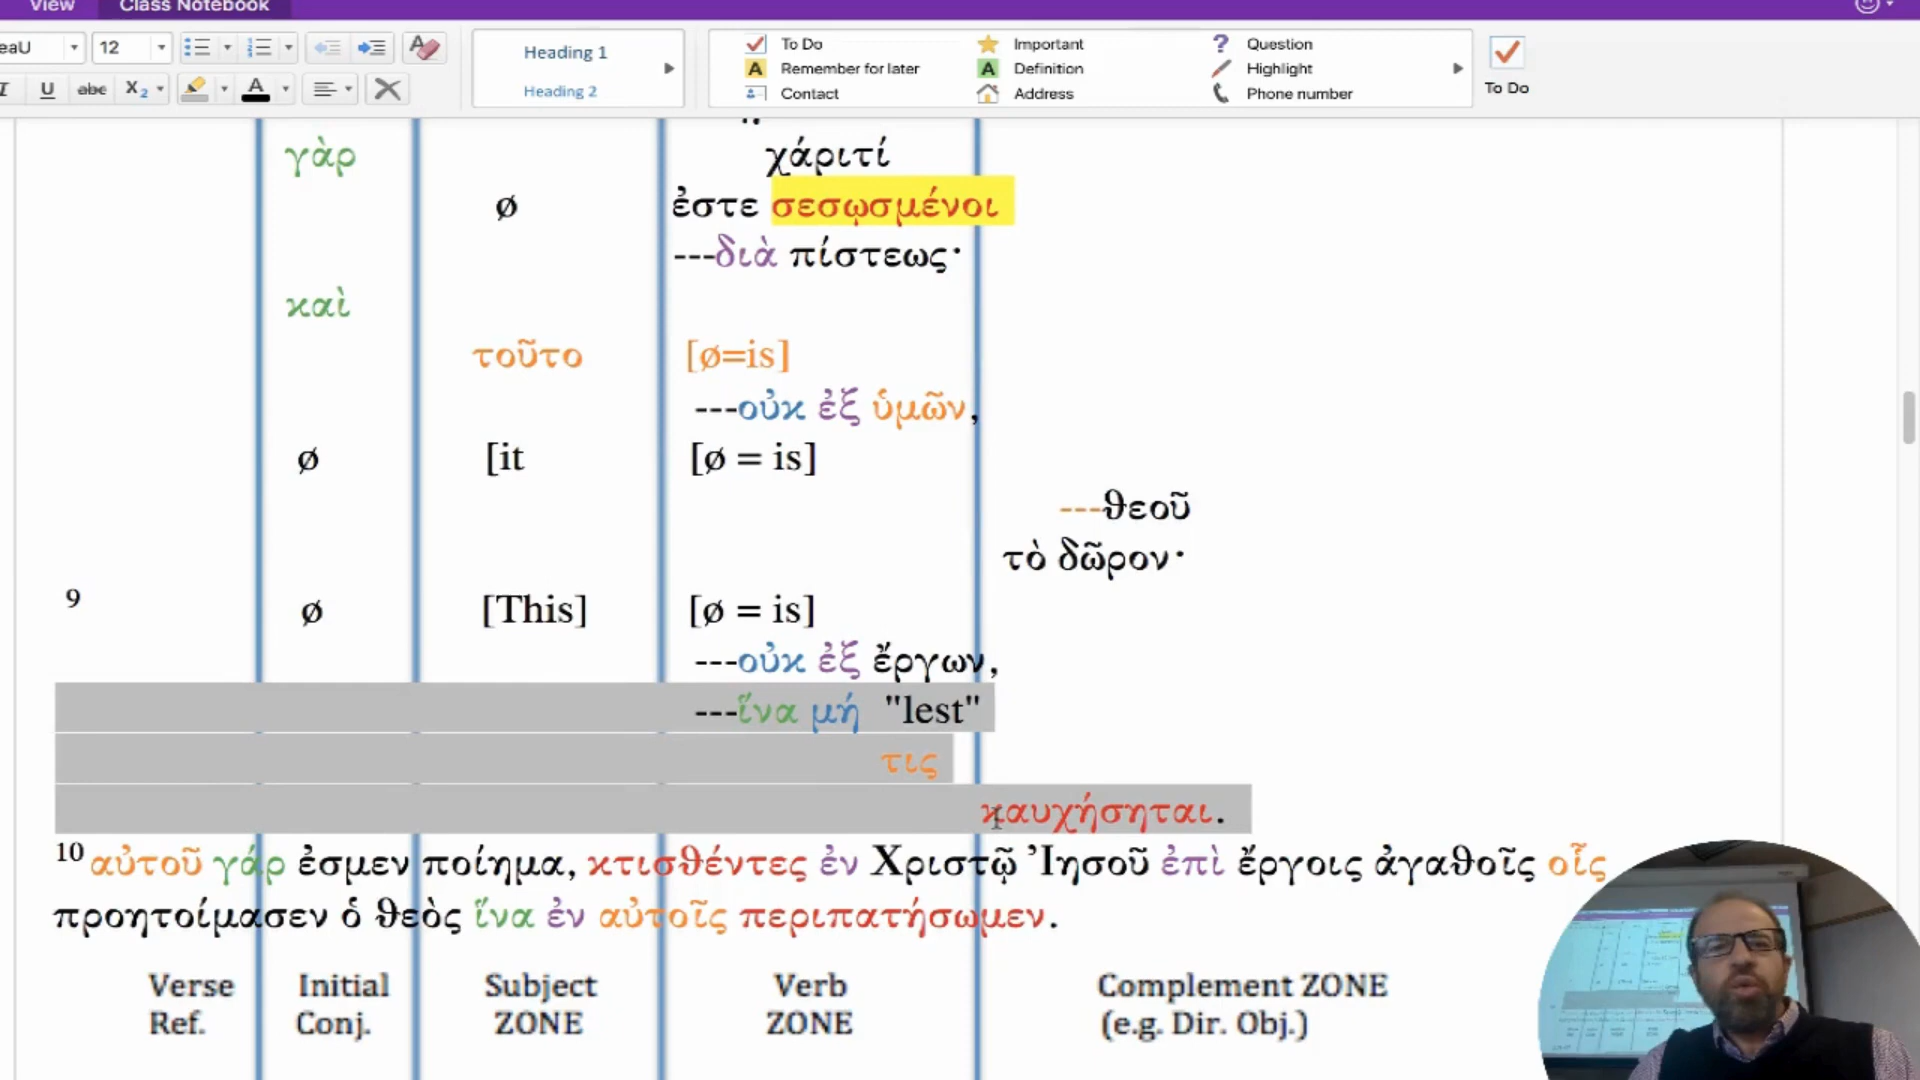 View Class Notebook
eaU 12 Heading 1 To Do Important Question
Remember for later Definition Highlight To Do
I U abc X2 A Heading 2 Contact Address Phone number
γὰρ χάριτί
ø ἐστε σεσῳσμένοι
---διὰ πίστεως·
καὶ
τοῦτο [ø=is]
---οὐκ ἐξ ὑμῶν,
ø [it [ø = is]
---θεοῦ
τὸ δῶρον·
9 ø [This] [ø = is]
---οὐκ ἐξ ἔργων,
---ἵνα μή "lest"
τις
καυχήσηται.
10 αὐτοῦ γάρ ἐσμεν ποίημα, κτισθέντες ἐν Χριστῷ Ἰησοῦ ἐπὶ ἔργοις ἀγαθοῖς οἷς
προητοίμασεν ὁ θεὸς ἵνα ἐν αὐτοῖς περιπατήσωμεν.
Verse Initial Subject Verb Complement ZONE
Ref. Conj. ZONE ZONE (e.g. Dir. Obj.)